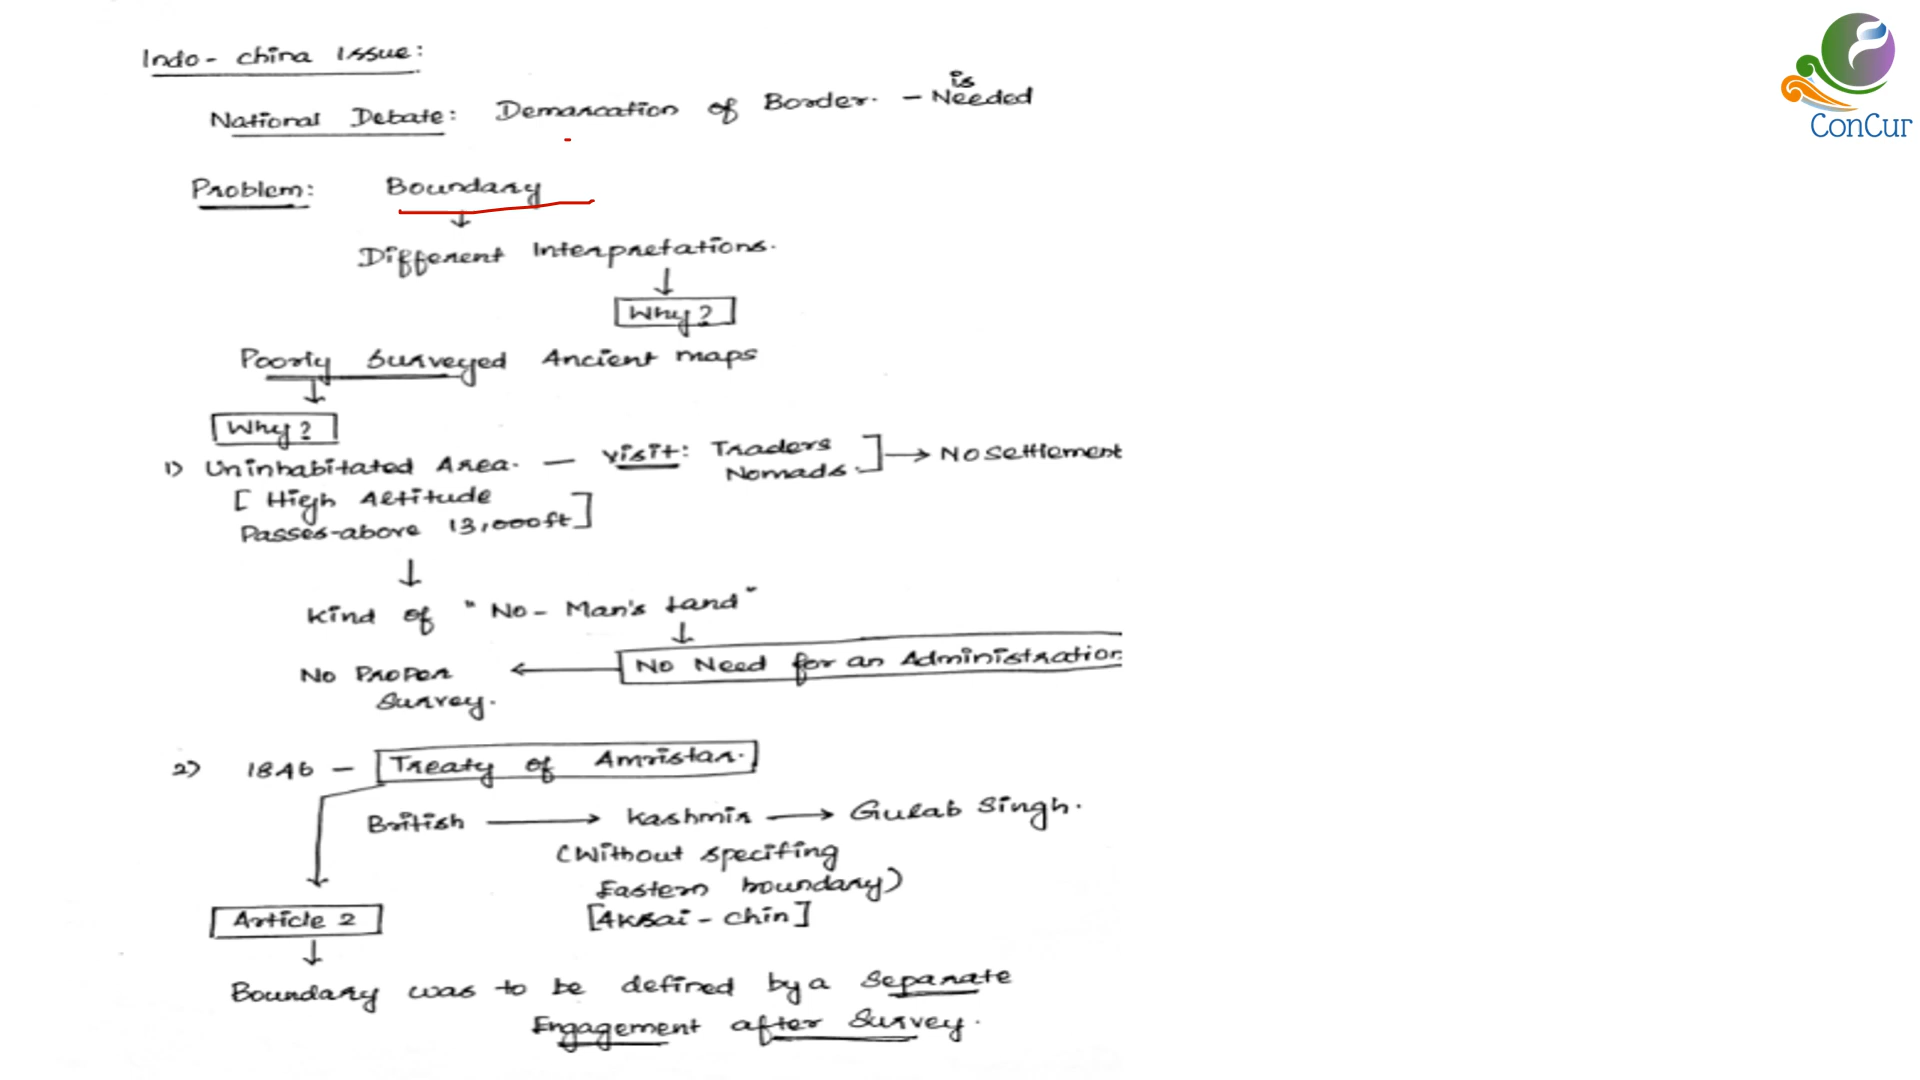 Indo - china Issue:
National Debate: Demarcation of Border. - is Needed
Problem: Boundary
Different Interpretations.
Why?
Poorly surveyed Ancient maps
Why?
1) Uninhabitated Area. — visit: Traders Nomads. ] → No settlement
[ High Altitude
Passes-above 13,000ft ]
Kind of "No-Man's Land"
No Need for an Administration
No Proper
Survey.
2) 1846 — Treaty of Amristar.
British → Kashmir → Gulab Singh.
(Without specifing
Eastern boundary)
[Aksai - chin]
Article 2
Boundary was to be defined by a Separate
Engagement after Survey.
ConCur